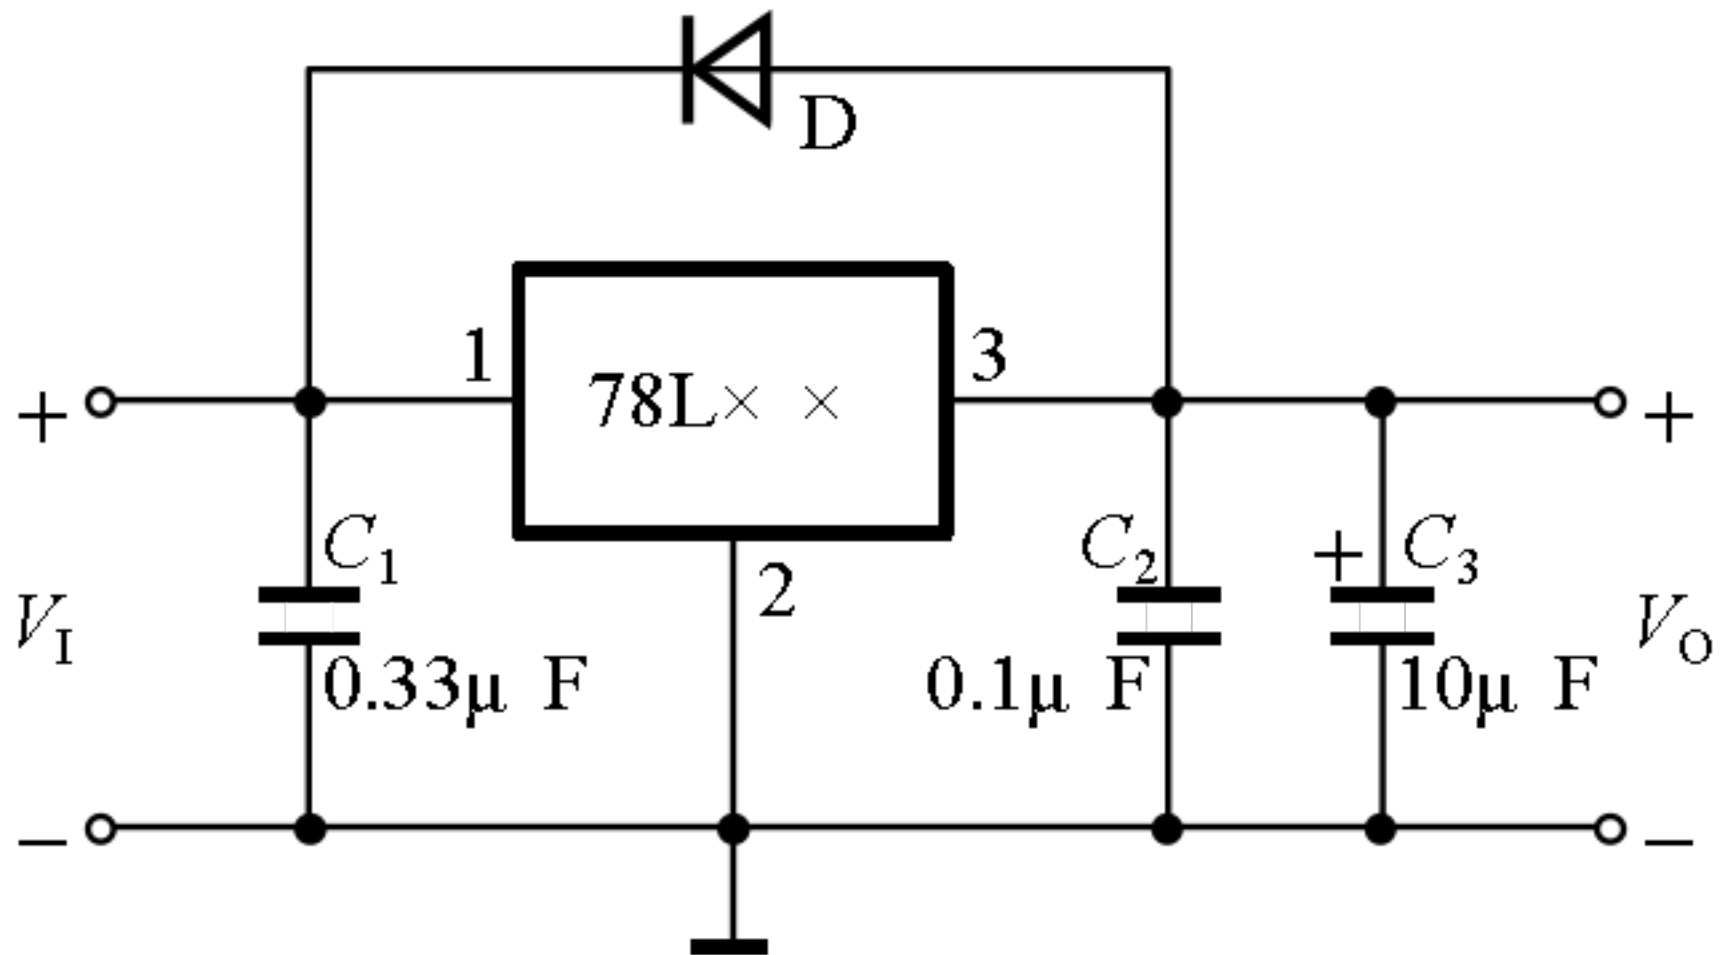 D
1
3
78L× ×
+
+
C1
C2
+
C3
2
VI
VO
0.33μ F
0.1μ F
10μ F
−
−